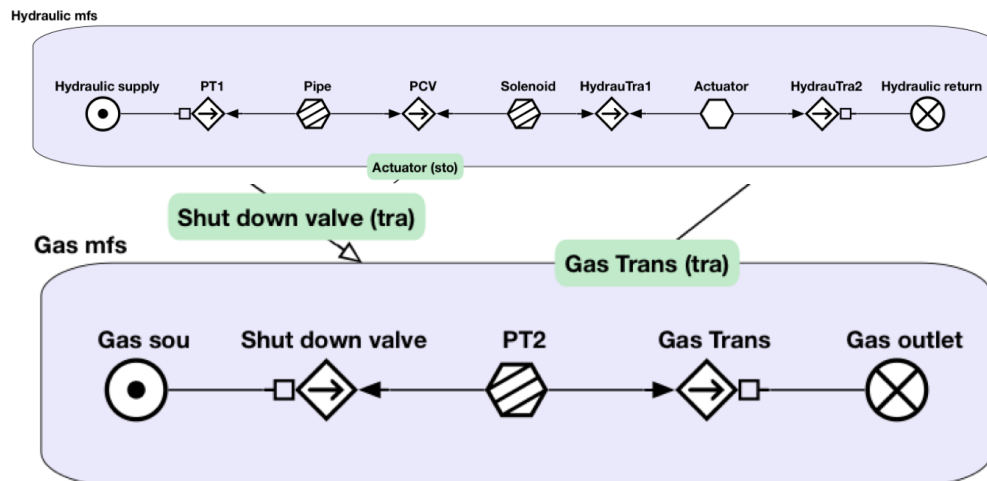 Hydraulic mfs
Hydraulic supply PT1 Pipe PCV Solenoid HydrauTra1 Actuator HydrauTra2 Hydraulic return
Actuator (sto)
Shut down valve (tra)
Gas mfs
Gas Trans (tra)
Gas sou Shut down valve PT2 Gas Trans Gas outlet